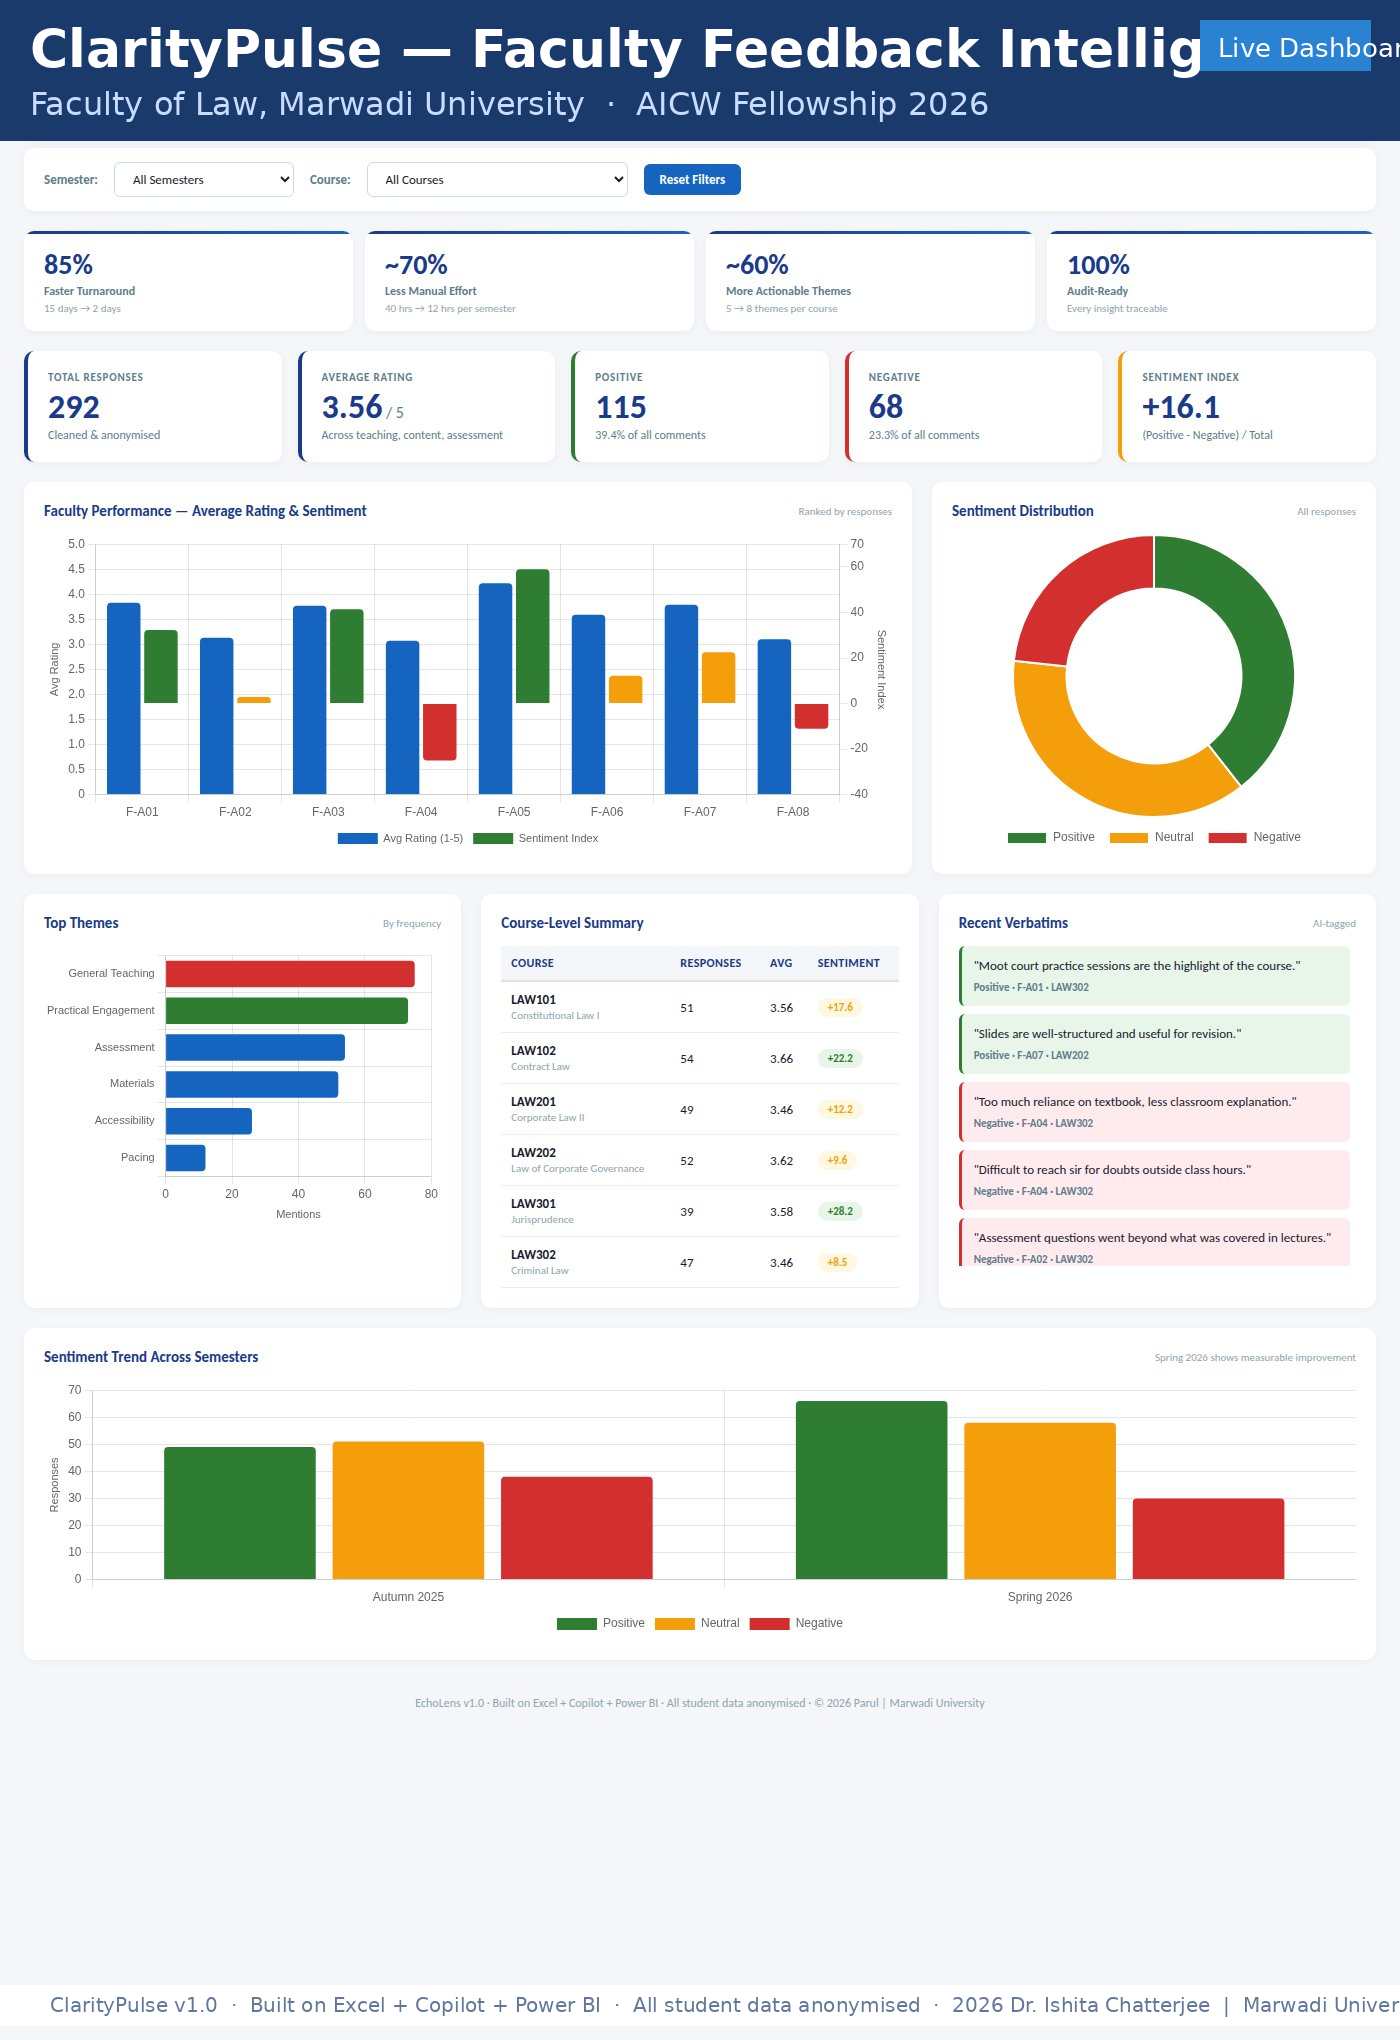 ClarityPulse — Faculty Feedback Intellig
Live Dashboar
Faculty of Law, Marwadi University · AICW Fellowship 2026
Semester: All Semesters Course: All Courses Reset Filters
85%
Faster Turnaround
15 days → 2 days
~70%
Less Manual Effort
40 hrs → 12 hrs per semester
~60%
More Actionable Themes
5 → 8 themes per course
100%
Audit-Ready
Every insight traceable
TOTAL RESPONSES
292
Cleaned & anonymised
AVERAGE RATING
3.56 / 5
Across teaching, content, assessment
POSITIVE
115
39.4% of all comments
NEGATIVE
68
23.3% of all comments
SENTIMENT INDEX
+16.1
(Positive - Negative) / Total
Faculty Performance — Average Rating & Sentiment
Ranked by responses
5.0
4.5
4.0
3.5
3.0
2.5
2.0
1.5
1.0
0.5
0
Avg Rating
70
60
40
20
0
-20
-40
Sentiment Index
F-A01 F-A02 F-A03 F-A04 F-A05 F-A06 F-A07 F-A08
Avg Rating (1-5) Sentiment Index
Sentiment Distribution
All responses
Positive Neutral Negative
Top Themes
By frequency
General Teaching
Practical Engagement
Assessment
Materials
Accessibility
Pacing
0 20 40 60 80
Mentions
Course-Level Summary
COURSE RESPONSES AVG SENTIMENT
LAW101
Constitutional Law I
51 3.56 +17.6
LAW102
Contract Law
54 3.66 +22.2
LAW201
Corporate Law II
49 3.46 +12.2
LAW202
Law of Corporate Governance
52 3.62 +9.6
LAW301
Jurisprudence
39 3.58 +28.2
LAW302
Criminal Law
47 3.46 +8.5
Recent Verbatims
AI-tagged
"Moot court practice sessions are the highlight of the course."
Positive · F-A01 · LAW302
"Slides are well-structured and useful for revision."
Positive · F-A07 · LAW202
"Too much reliance on textbook, less classroom explanation."
Negative · F-A04 · LAW302
"Difficult to reach sir for doubts outside class hours."
Negative · F-A04 · LAW302
"Assessment questions went beyond what was covered in lectures."
Negative · F-A02 · LAW302
Sentiment Trend Across Semesters
Spring 2026 shows measurable improvement
70
60
50
40
30
20
10
0
Responses
Autumn 2025 Spring 2026
Positive Neutral Negative
EchoLens v1.0 · Built on Excel + Copilot + Power BI · All student data anonymised · © 2026 Parul | Marwadi University
ClarityPulse v1.0 · Built on Excel + Copilot + Power BI · All student data anonymised · 2026 Dr. Ishita Chatterjee | Marwadi Univer